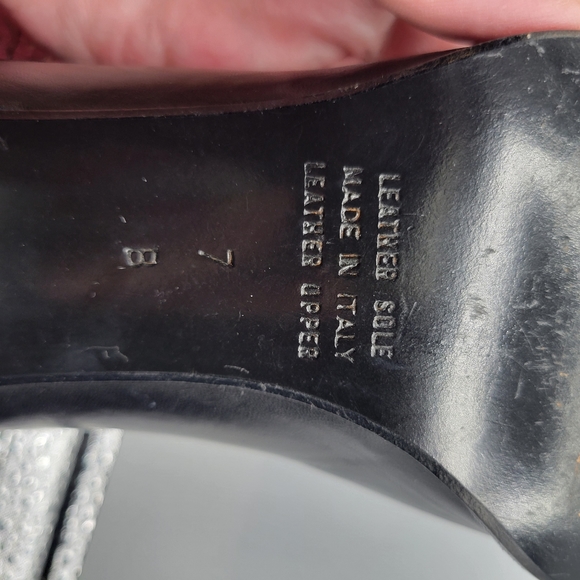 LEATHER SOLE
MADE IN ITALY
LEATHER UPPER
7
B